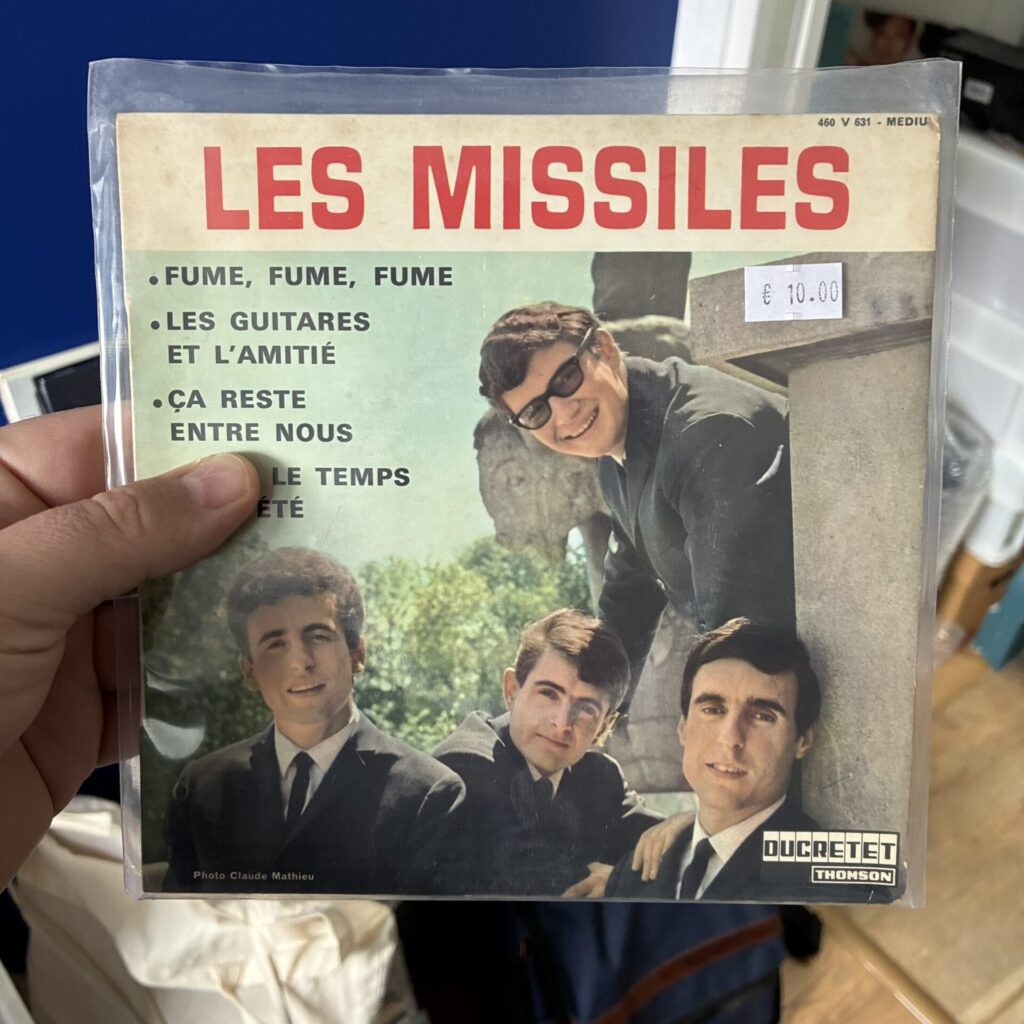 460 V 631 - MEDIU
LES MISSILES
€ 10.00
• FUME, FUME, FUME
• LES GUITARES
ET L'AMITIÉ
• ÇA RESTE
ENTRE NOUS
LE TEMPS
ÉTÉ
Photo Claude Mathieu
DUCRETET
THOMSON